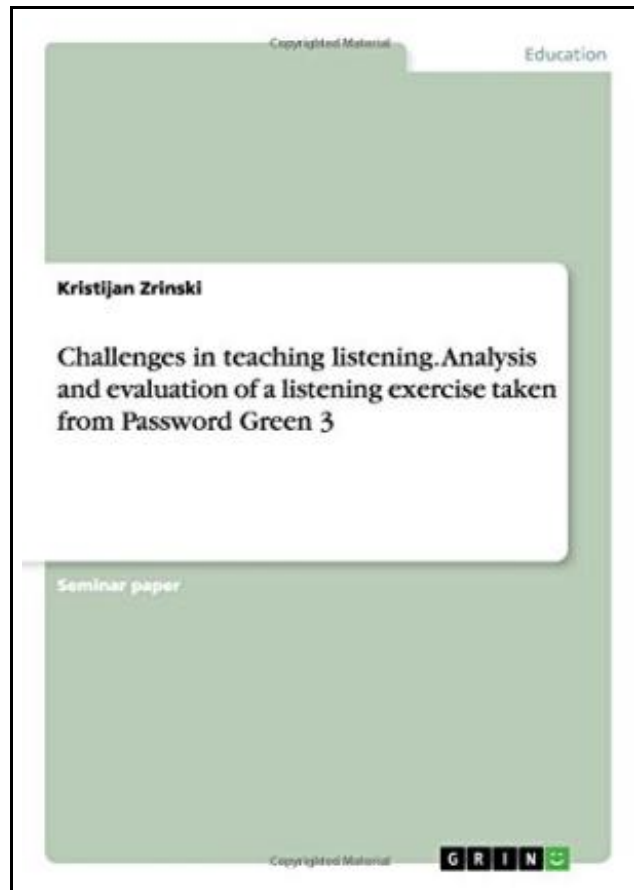 Copyrighted Material
Education
Kristijan Zrinski
Challenges in teaching listening. Analysis
and evaluation of a listening exercise taken
from Password Green 3
Seminar paper
Copyrighted Material
GRIN